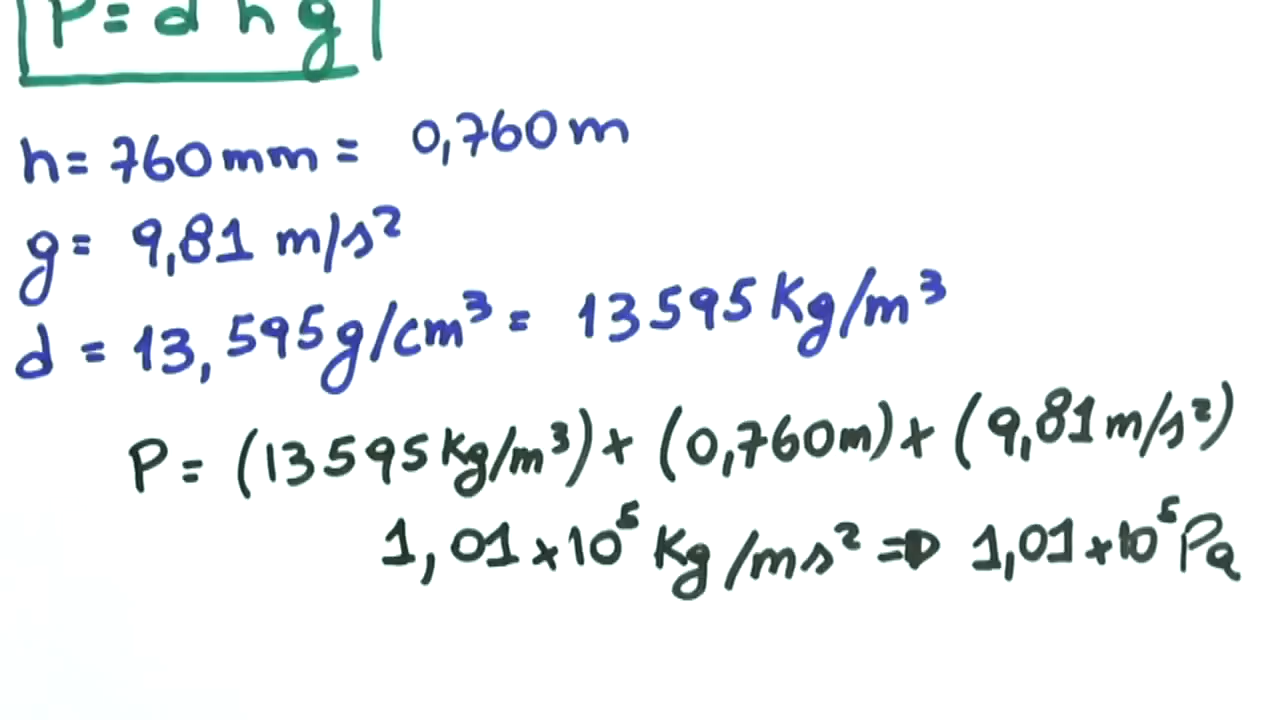 P = d h g
h = 760 mm = 0,760 m
g = 9,81 m/s²
d = 13,595 g/cm³ = 13595 Kg/m³
P = (13595 Kg/m³) x (0,760 m) x (9,81 m/s²)
1,01 x 10⁵ Kg/ms² => 1,01 x 10⁵ Pa